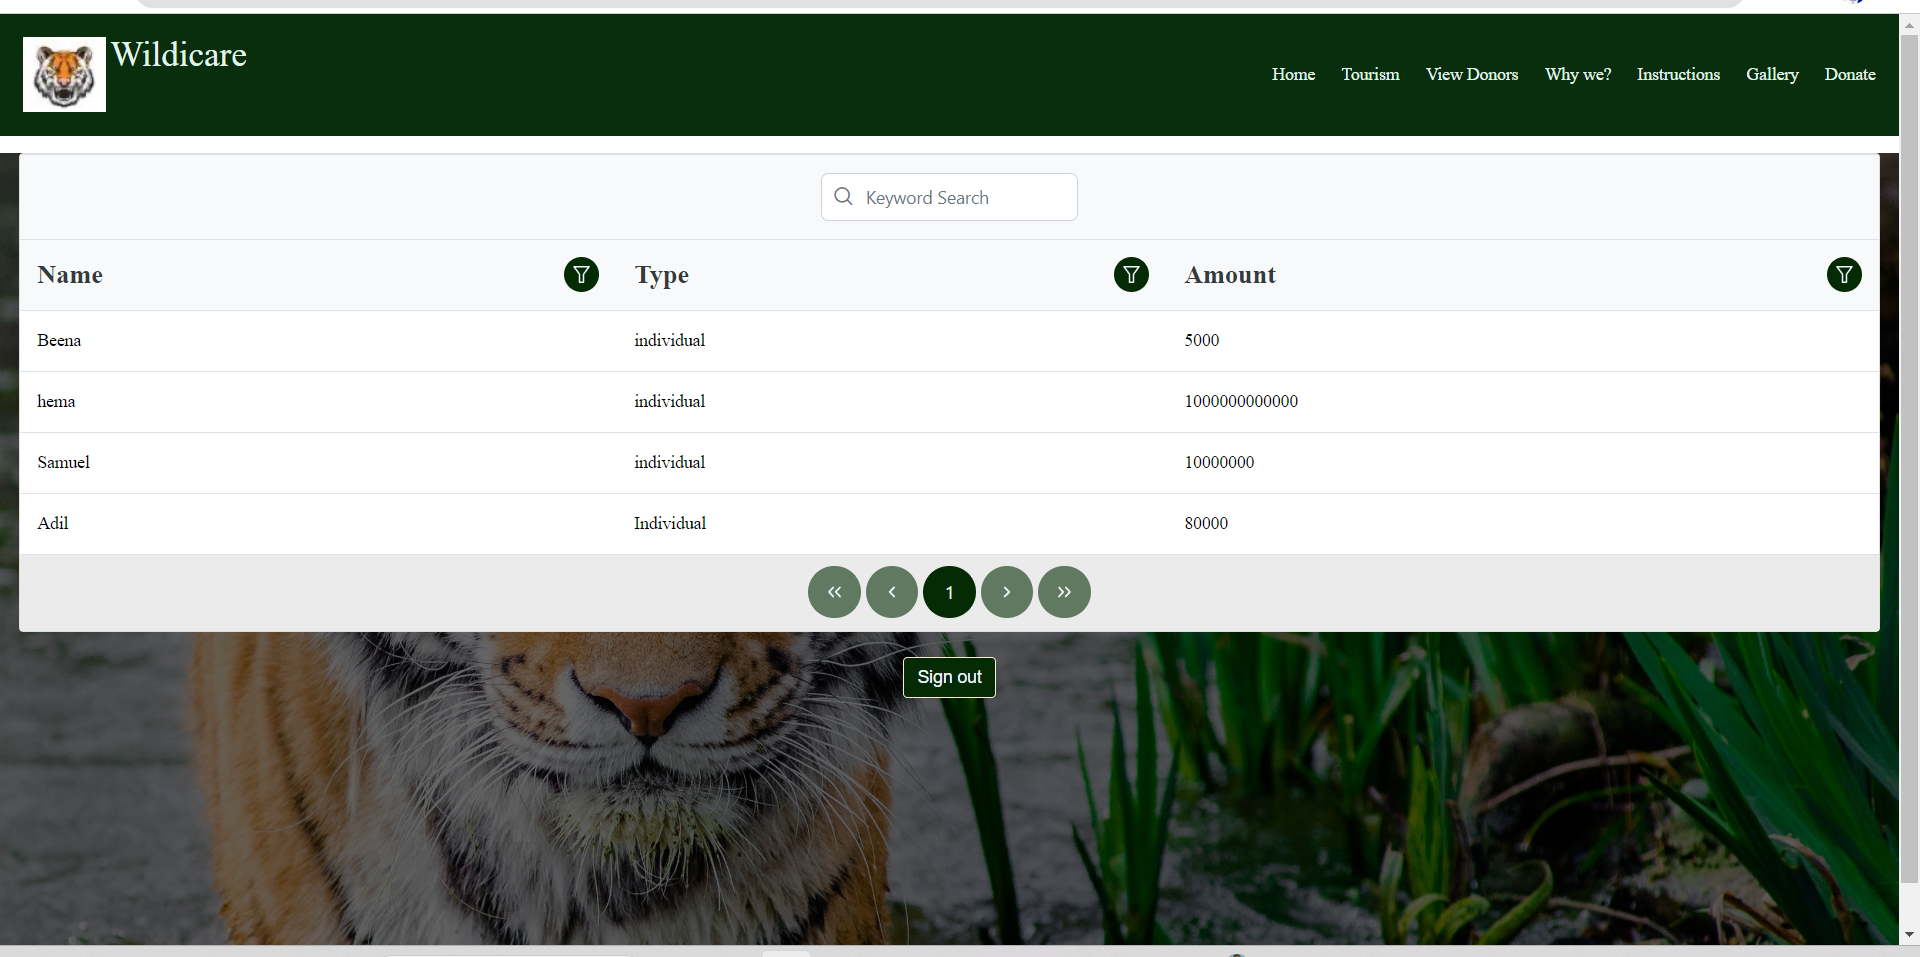 Wildicare
Home Tourism View Donors Why we? Instructions Gallery Donate
Keyword Search
Name Type Amount
Beena individual 5000
hema individual 1000000000000
Samuel individual 10000000
Adil Individual 80000
1
Sign out